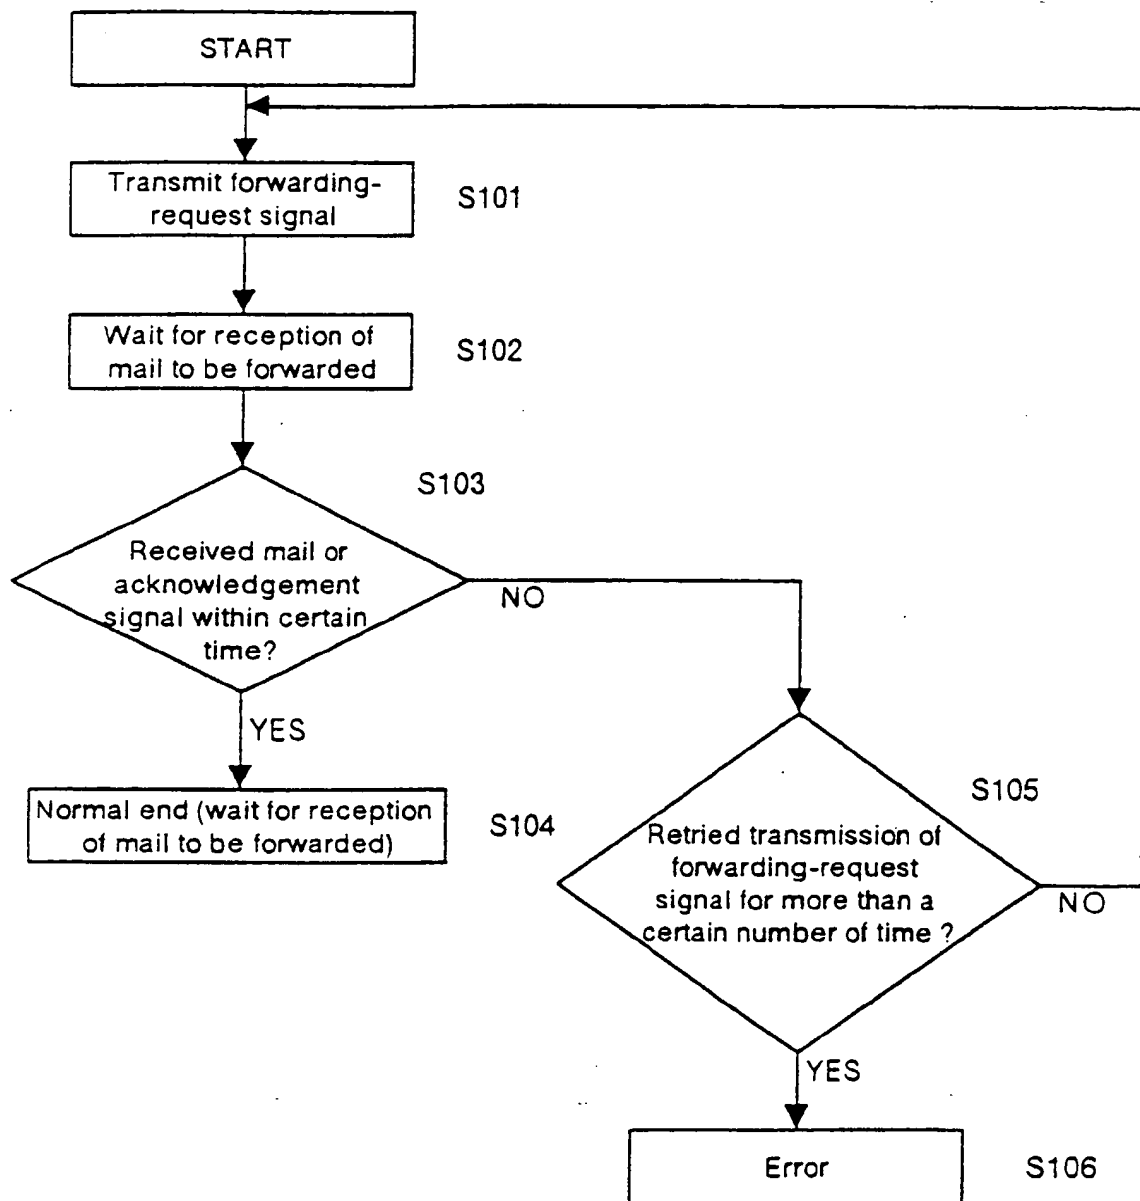 START
Transmit forwarding-
request signal
S101
Wait for reception of
mail to be forwarded
S102
S103
Received mail or
acknowledgement
signal within certain
time?
NO
YES
Normal end (wait for reception
of mail to be forwarded)
S104
S105
Retried transmission of
forwarding-request
signal for more than a
certain number of time ?
NO
YES
Error
S106